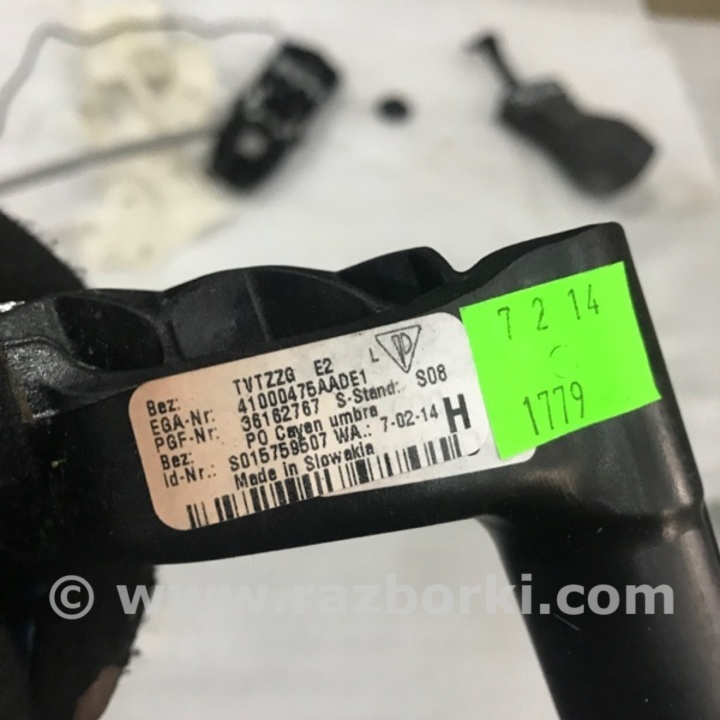 Bez: TVTZZG E2
EGA-Nr: 41000475AADE1
PGF-Nr: 36162767 S-Stand: S08
Bez: PO Cayen umbra
Id-Nr.: S015759507 WA.: 7-02-14 H
Made in Slowakia
L
7 2 14
1779
© www.razborki.com